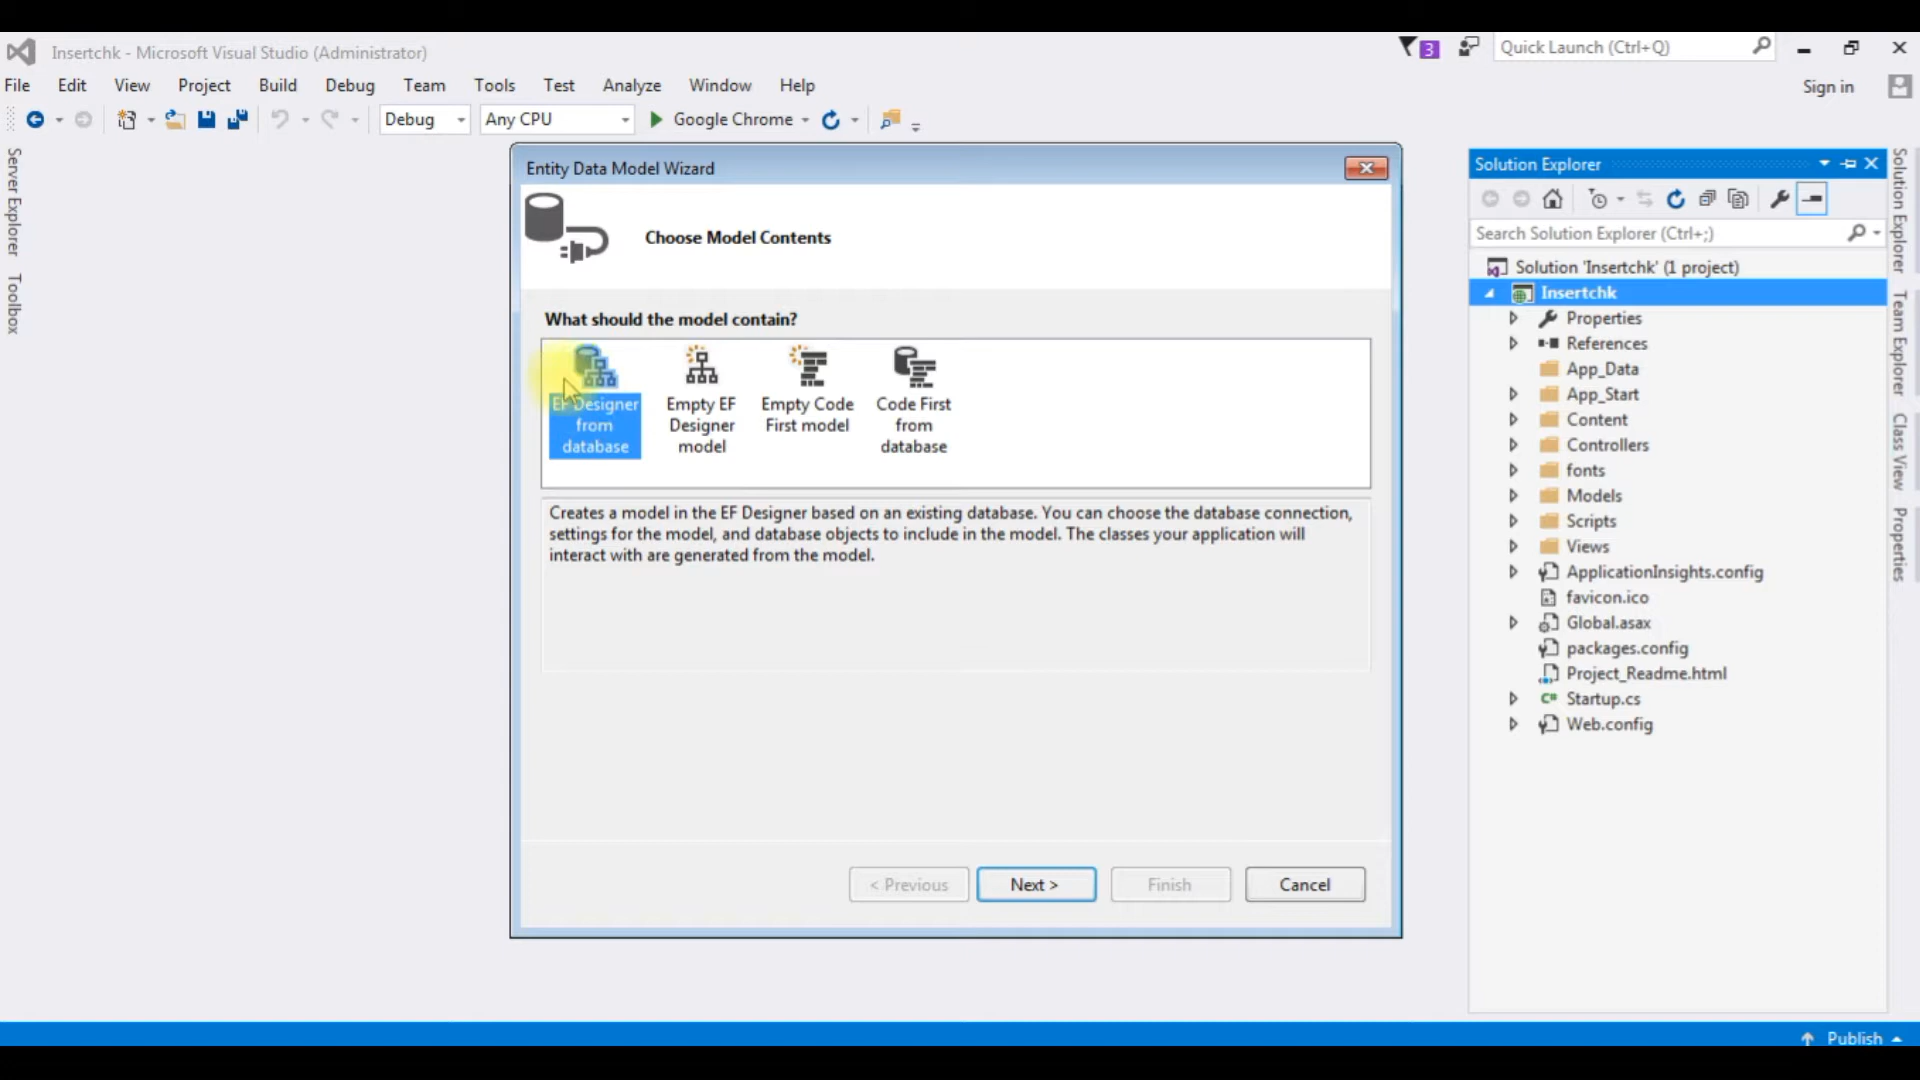 Insertchk - Microsoft Visual Studio (Administrator)
3
Quick Launch (Ctrl+Q)
File Edit View Project Build Debug Team Tools Test Analyze Window Help
Sign in
Debug
Any CPU
Google Chrome
Server Explorer
Toolbox
Entity Data Model Wizard
Choose Model Contents
What should the model contain?
EF Designer
from
database
Empty EF
Designer
model
Empty Code
First model
Code First
from
database
Creates a model in the EF Designer based on an existing database. You can choose the database connection,
settings for the model, and database objects to include in the model. The classes your application will
interact with are generated from the model.
< Previous
Next >
Finish
Cancel
Solution Explorer
Search Solution Explorer (Ctrl+;)
Solution 'Insertchk' (1 project)
Insertchk
Properties
References
App_Data
App_Start
Content
Controllers
fonts
Models
Scripts
Views
ApplicationInsights.config
favicon.ico
Global.asax
packages.config
Project_Readme.html
C# Startup.cs
Web.config
Solution Explorer
Team Explorer
Class View
Properties
Publish